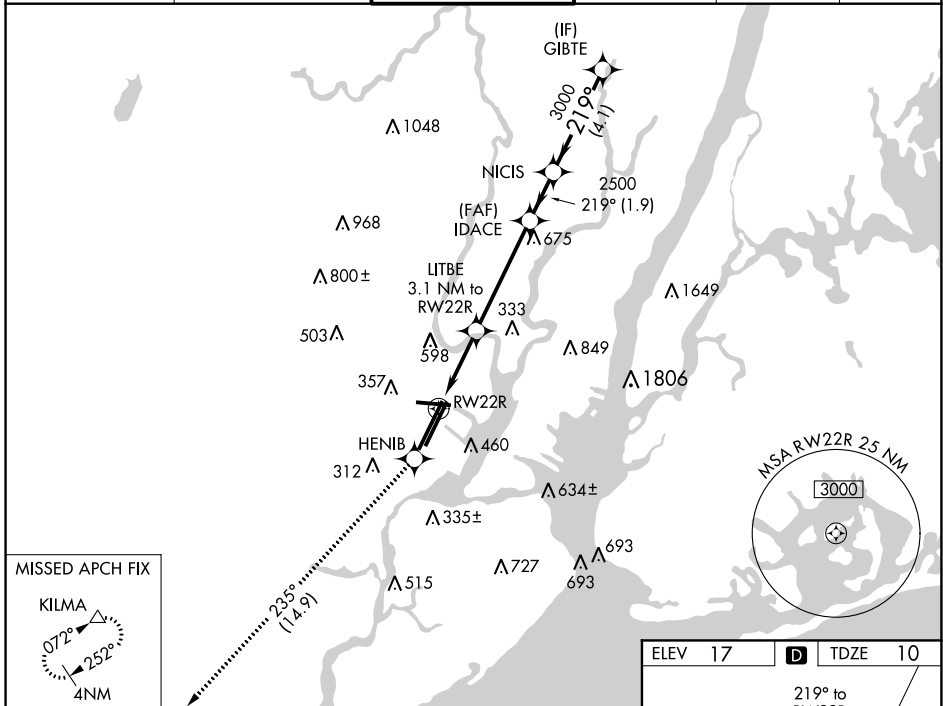 (IF)
GIBTE
3000
219°
(4.1)
1048
NICIS
2500
219° (1.9)
(FAF)
IDACE
968
675
LITBE
3.1 NM to
RW22R
800±
1649
333
503
598
849
357
1806
RW22R
HENIB
460
312
MSA RW22R 25 NM
3000
634±
335±
693
727
693
515
235°
(14.9)
MISSED APCH FIX
KILMA
072°
252°
4NM
ELEV 17 D TDZE 10
219° to
RW22R